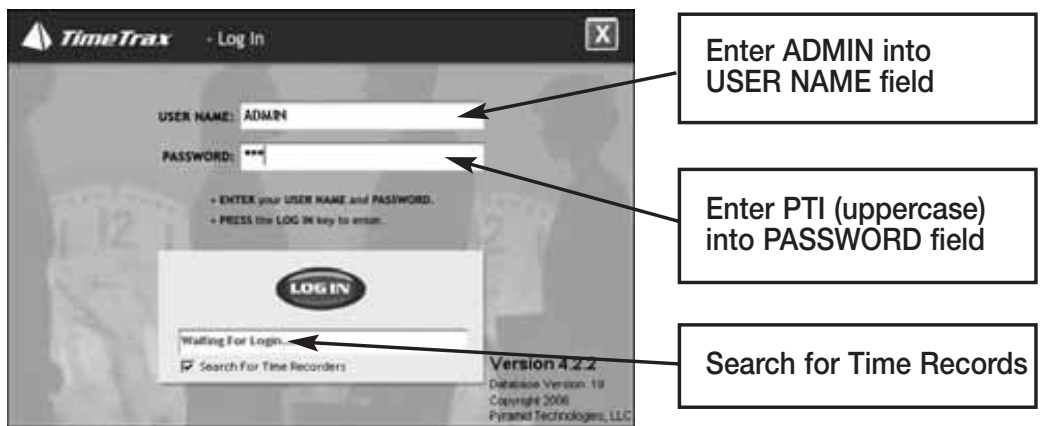 TimeTrax - Log In X
USER NAME: ADMIN
PASSWORD: ***
• ENTER your USER NAME and PASSWORD.
• PRESS the LOG IN key to enter.
LOG IN
Waiting For Login...
Search For Time Recorders
Version 4.2.2
Database Version 19
Copyright 2006
Pyramid Technologies, LLC
12
Enter ADMIN into
USER NAME field
Enter PTI (uppercase)
into PASSWORD field
Search for Time Records